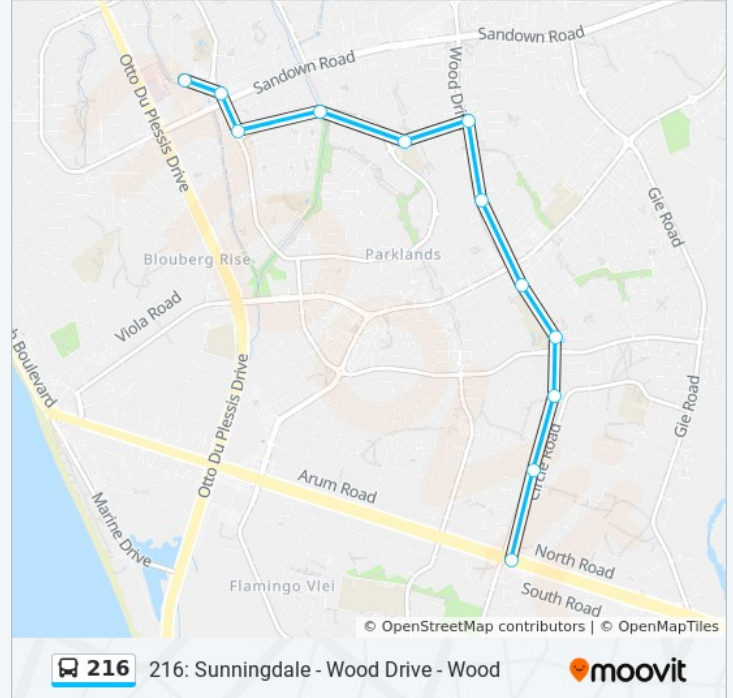 Sandown Road
Sandown Road
Wood Dri
Otto Du Plessis Drive
Gie Road
Blouberg Rise
Parklands
Viola Road
h Boulevard
Otto Du Plessis Drive
Gie Road
Circle Road
Arum Road
Marine Drive
North Road
Flamingo Vlei
South Road
© OpenStreetMap contributors | © OpenMapTiles
216 216: Sunningdale - Wood Drive - Wood moovit